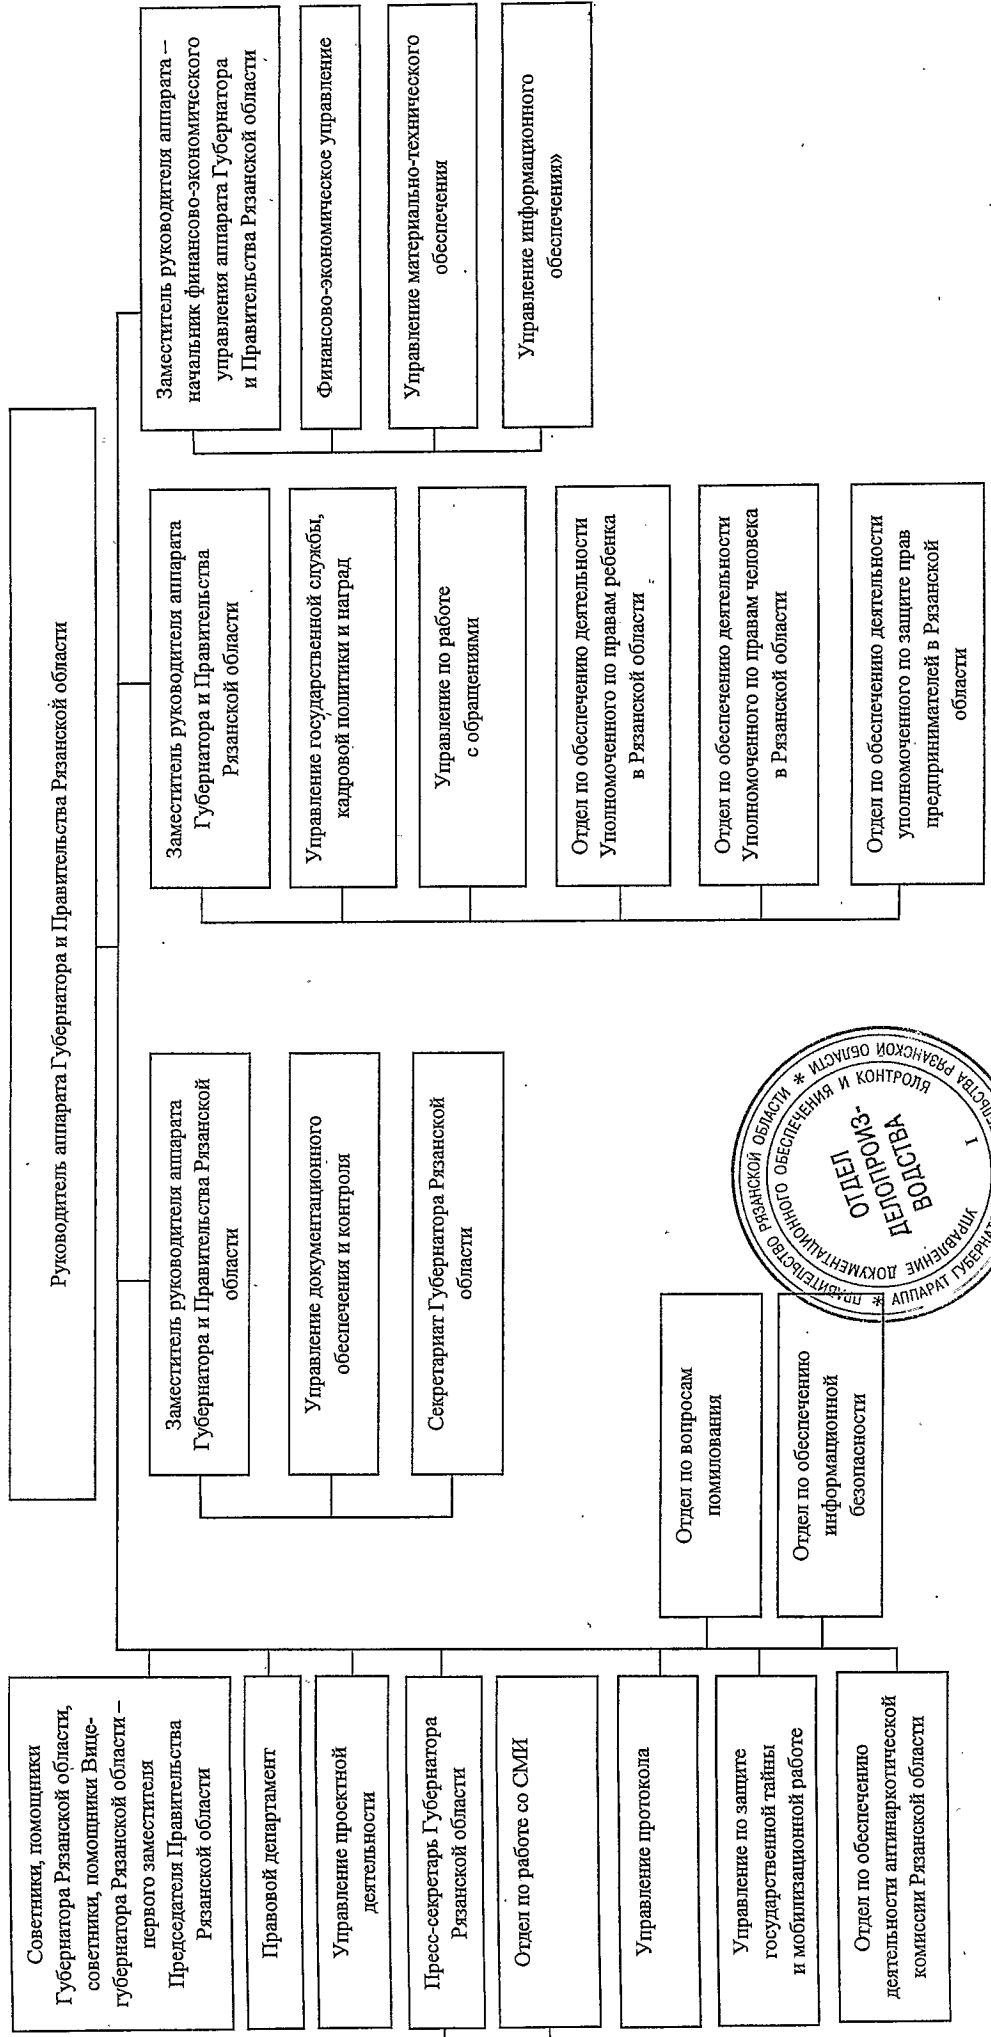 Руководитель аппарата Губернатора и Правительства Рязанской области
Советники, помощники
Губернатора Рязанской области,
советники, помощники Вице-
губернатора Рязанской области –
первого заместителя
Председателя Правительства
Рязанской области
Правовой департамент
Управление проектной
деятельности
Пресс-секретарь Губернатора
Рязанской области
Отдел по работе со СМИ
Управление протокола
Управление по защите
государственной тайны
и мобилизационной работе
Отдел по обеспечению
деятельности антинаркотической
комиссии Рязанской области
Отдел по вопросам
помилования
Отдел по обеспечению
информационной
безопасности
Заместитель руководителя аппарата
Губернатора и Правительства Рязанской
области
Управление документационного
обеспечения и контроля
Секретариат Губернатора Рязанской
области
Заместитель руководителя аппарата
Губернатора и Правительства
Рязанской области
Управление государственной службы,
кадровой политики и наград
Управление по работе
с обращениями
Отдел по обеспечению деятельности
Уполномоченного по правам ребенка
в Рязанской области
Отдел по обеспечению деятельности
Уполномоченного по правам человека
в Рязанской области
Отдел по обеспечению деятельности
уполномоченного по защите прав
предпринимателей в Рязанской
области
Заместитель руководителя аппарата –
начальник финансово-экономического
управления аппарата Губернатора
и Правительства Рязанской области
Финансово-экономическое управление
Управление материально-технического
обеспечения
Управление информационного
обеспечения»
ПРАВИТЕЛЬСТВО РЯЗАНСКОЙ ОБЛАСТИ *
* АППАРАТ РЯЗАНСКОЙ ОБЛАСТИ
УПРАВЛЕНИЕ ДОКУМЕНТАЦИОННОГО ОБЕСПЕЧЕНИЯ И КОНТРОЛЯ
ОТДЕЛ
ДЕЛОПРОИЗ-
ВОДСТВА
1